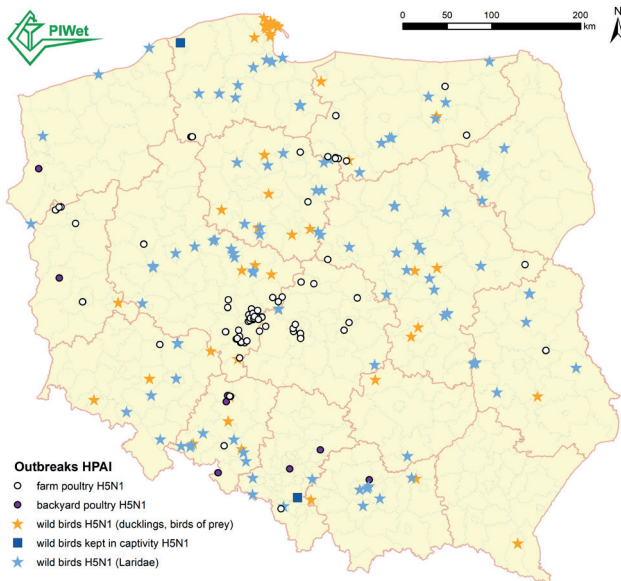 PIWet
0 50 100 200
km
N
Outbreaks HPAI
farm poultry H5N1
backyard poultry H5N1
wild birds H5N1 (ducklings, birds of prey)
wild birds kept in captivity H5N1
wild birds H5N1 (Laridae)